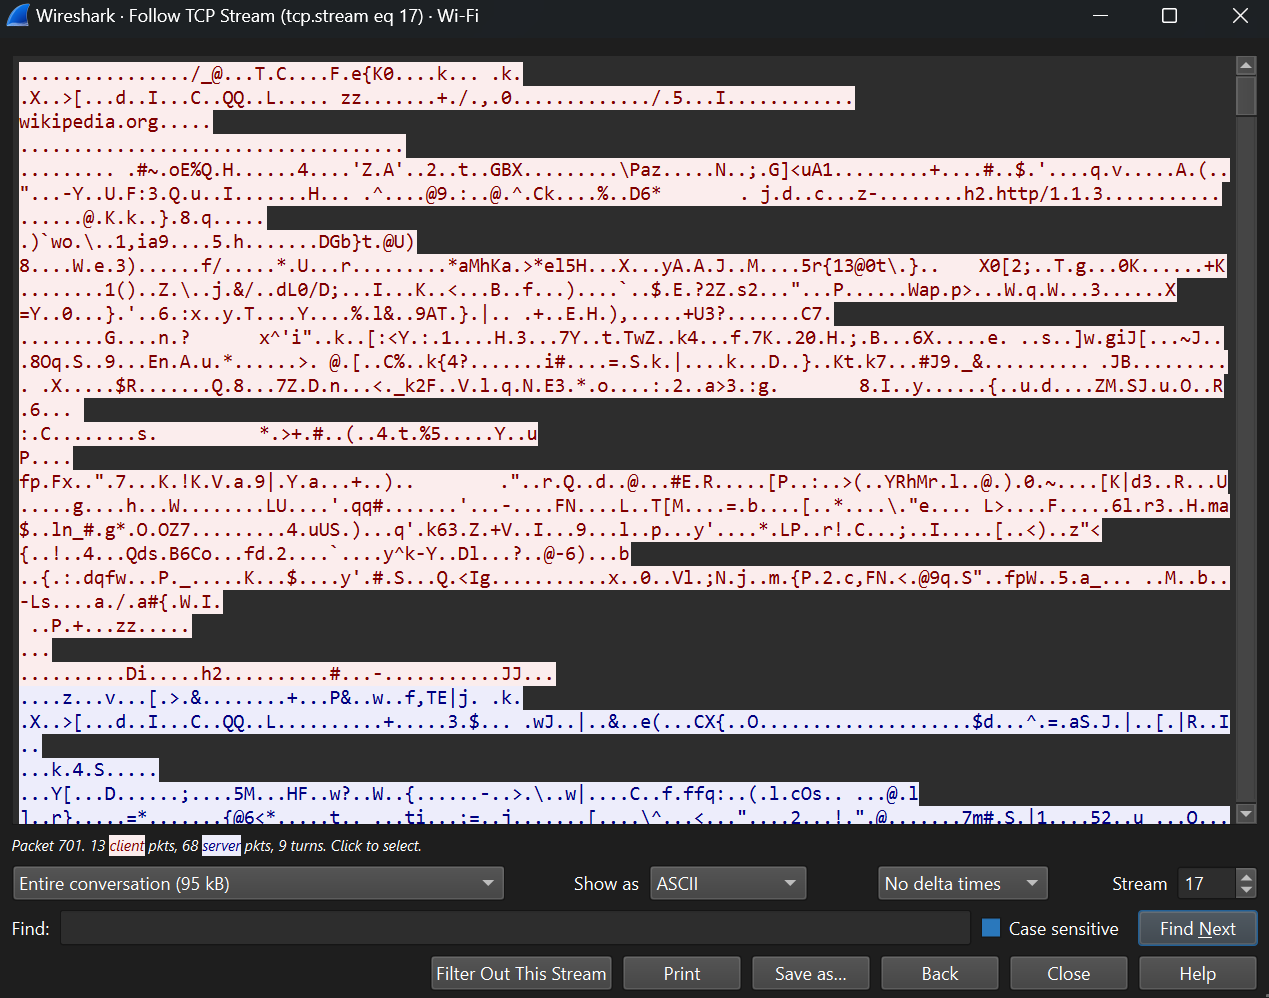 Wireshark · Follow TCP Stream (tcp.stream eq 17) · Wi-Fi
................/_@...T.C....F.e{K0....k... .k.
.X..>[...d..I...C..QQ..L..... zz.......+./.,.0............./.5...I............
wikipedia.org.....
....................................
......... .#~.oE%Q.H......4....'Z.A'..2..t..GBX.........\Paz.....N..;.G]<uA1.........+....#..$.'....q.v.....A.(..
"...-Y..U.F:3.Q.u..I.......H... .^....@9.:..@.^.Ck....%..D6* . j.d..c...z-........h2.http/1.1.3...........
......@.K.k..}.8.q.....
.)`wo.\..1,ia9....5.h.......DGb}t.@U)
8....W.e.3)......f/.....*.U...r.........*aMhKa.>*el5H...X...yA.A.J..M....5r{13@0t\.}.. X0[2;..T.g...0K......+K
........1()..Z.\..j.&/..dL0/D;...I...K..<...B..f...)....`..$.E.?2Z.s2..."...P......Wap.p>...W.q.W...3......X
=Y..0...}.'..6.:x..y.T....Y....%.l&..9AT.}.|.. .+..E.H.),.....+U3?.......C7.
........G....n.? x^'i"..k..[:<Y.:.1....H.3...7Y..t.TwZ..k4...f.7K..20.H.;.B...6X.....e. ..s..]w.giJ[...~J..
.8Oq.S..9...En.A.u.*......>. @.[..C%..k{4?.......i#....=.S.k.|....k...D..}..Kt.k7...#J9._&.......... .JB.........
. .X.....$R.......Q.8...7Z.D.n...<._k2F..V.l.q.N.E3.*.o....:.2..a>3.:g. 8.I..y......{..u.d....ZM.SJ.u.O..R
.6...
:.C........s. *.>+.#..(..4.t.%5.....Y..u
P....
fp.Fx..".7...K.!K.V.a.9|.Y.a...+..).. ."..r.Q..d..@...#E.R.....[P..:..>(..YRhMr.l..@.).0.~....[K|d3..R...U
.....g....h...W........LU....'.qq#.......'...-....FN....L..T[M....=.b....[..*....\."e.... L>....F.....6l.r3..H.ma
$..ln_#.g*.O.OZ7.........4.uUS.)...q'.k63.Z.+V..I...9...l..p...y'....*.LP..r!.C...;..I.....[..<)..z"<
{..!..4...Qds.B6Co...fd.2....`....y^k-Y..Dl...?..@-6)...b
..{.:.dqfw...P._.....K...$....y'.#.S...Q.<Ig...........x..0..Vl.;N.j..m.{P.2.c,FN.<.@9q.S"..fpW..5.a_... ..M..b..
-Ls....a./.a#{.W.I.
..P.+...zz.....
...
..........Di.....h2..........#...-...........JJ...
....z...v...[.>.&........+...P&..w..f,TE|j. .k.
.X..>[...d..I...C..QQ..L..........+.....3.$... .wJ..|..&..e(...CX{..O....................$d...^.=.aS.J.|..[.|R..I
..
...k.4.S.....
...Y[...D......;....5M...HF..w?..W..{......-..>.\..w|....C..f.ffq:..(.l.cOs.. ...@.l
Packet 701. 13 client pkts, 68 server pkts, 9 turns. Click to select.
Entire conversation (95 kB) Show as ASCII No delta times Stream 17
Find: Case sensitive Find Next
Filter Out This Stream Print Save as... Back Close Help